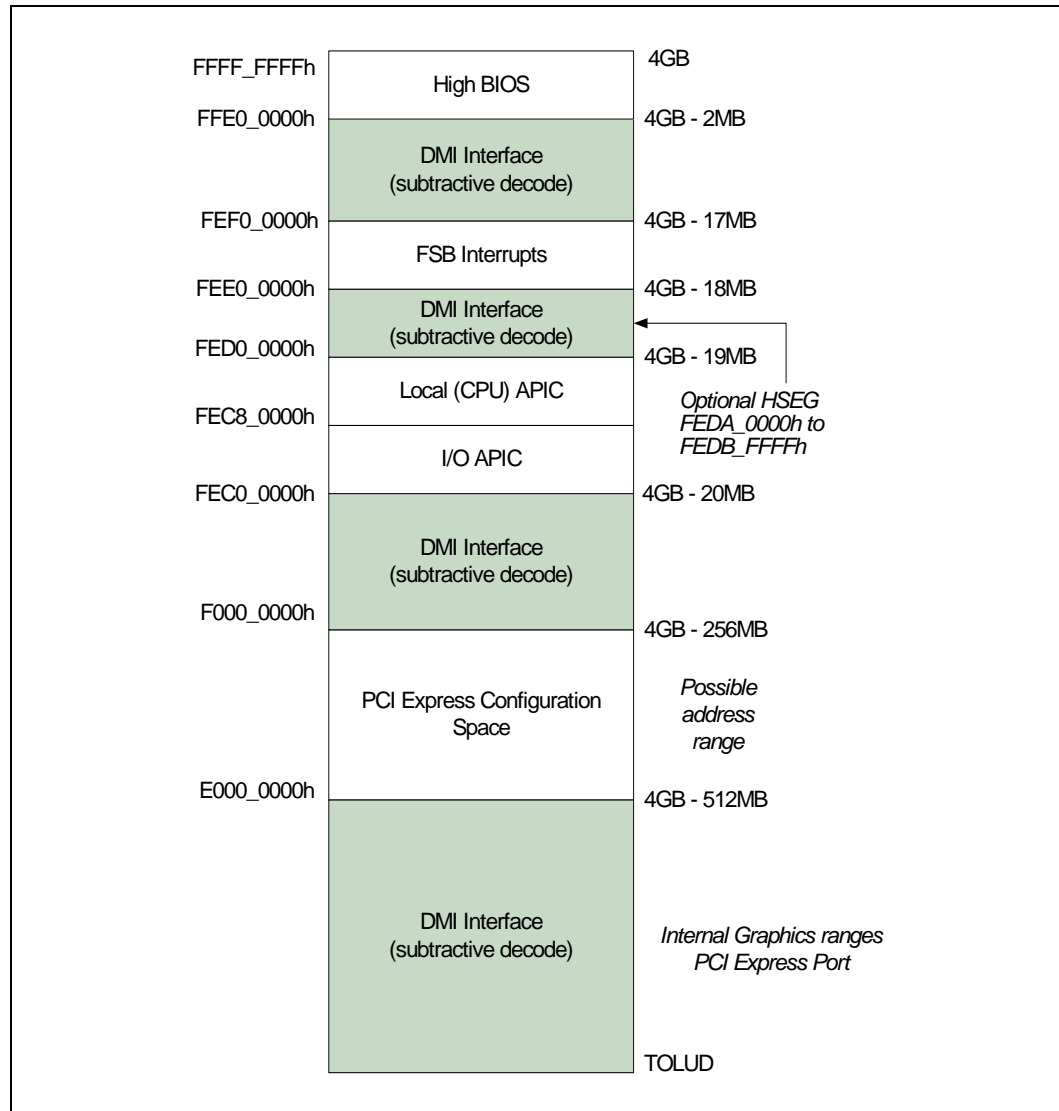 FFFF_FFFFh
4GB
High BIOS
FFE0_0000h
4GB - 2MB
DMI Interface
(subtractive decode)
FEF0_0000h
4GB - 17MB
FSB Interrupts
FEE0_0000h
4GB - 18MB
DMI Interface
(subtractive decode)
FED0_0000h
4GB - 19MB
Local (CPU) APIC
Optional HSEG
FEDA_0000h to
FEDB_FFFFh
FEC8_0000h
I/O APIC
FEC0_0000h
4GB - 20MB
DMI Interface
(subtractive decode)
F000_0000h
4GB - 256MB
PCI Express Configuration
Space
Possible
address
range
E000_0000h
4GB - 512MB
DMI Interface
(subtractive decode)
Internal Graphics ranges
PCI Express Port
TOLUD